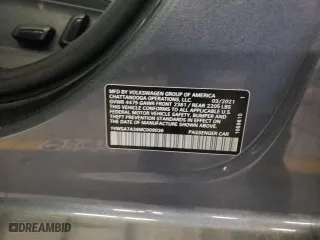 MFD. BY VOLKSWAGEN GROUP OF AMERICA
CHATTANOOGA OPERATIONS, LLC. 03/2021
GVWR 4475 GAWR FRONT 2381 / REAR 2205 LBS
THIS VEHICLE CONFORMS TO ALL APPLICABLE
FEDERAL MOTOR VEHICLE SAFETY, BUMPER AND
THEFT PREVENTION STANDARDS IN EFFECT ON
THE DATE OF MANUFACTURE SHOWN ABOVE.
PASSENGER CAR